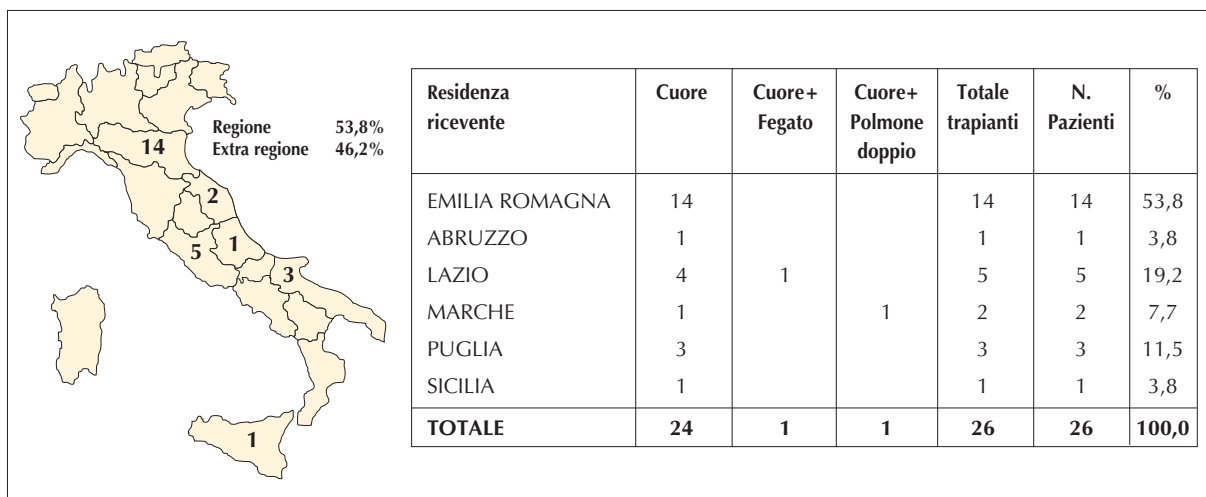 Regione 53,8%
Extra regione 46,2%
14
2
5
1
3
1
Residenza ricevente Cuore Cuore+ Fegato Cuore+ Polmone doppio Totale trapianti N. Pazienti %
EMILIA ROMAGNA 14 14 14 53,8
ABRUZZO 1 1 1 3,8
LAZIO 4 1 5 5 19,2
MARCHE 1 1 2 2 7,7
PUGLIA 3 3 3 11,5
SICILIA 1 1 1 3,8
TOTALE 24 1 1 26 26 100,0